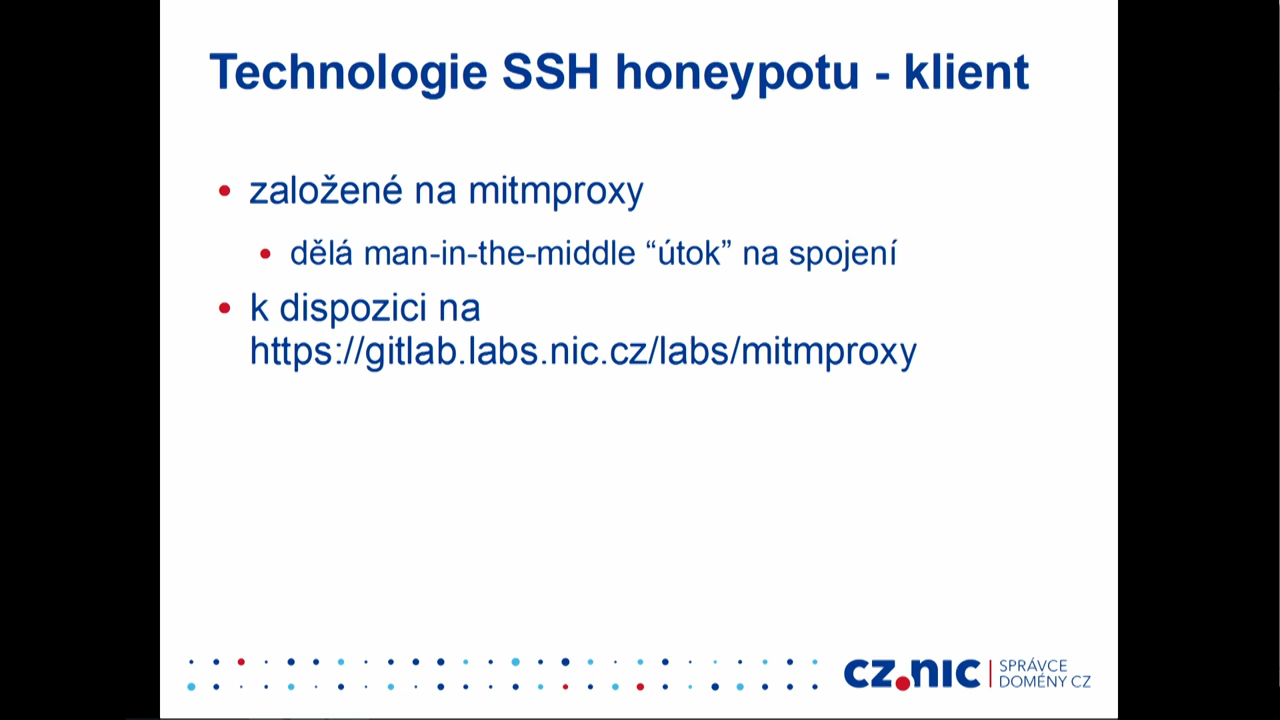 Technologie SSH honeypotu - klient
• založené na mitmproxy
• dělá man-in-the-middle “útok” na spojení
• k dispozici na
https://gitlab.labs.nic.cz/labs/mitmproxy
cz.nic | SPRÁVCE
DOMÉNY CZ